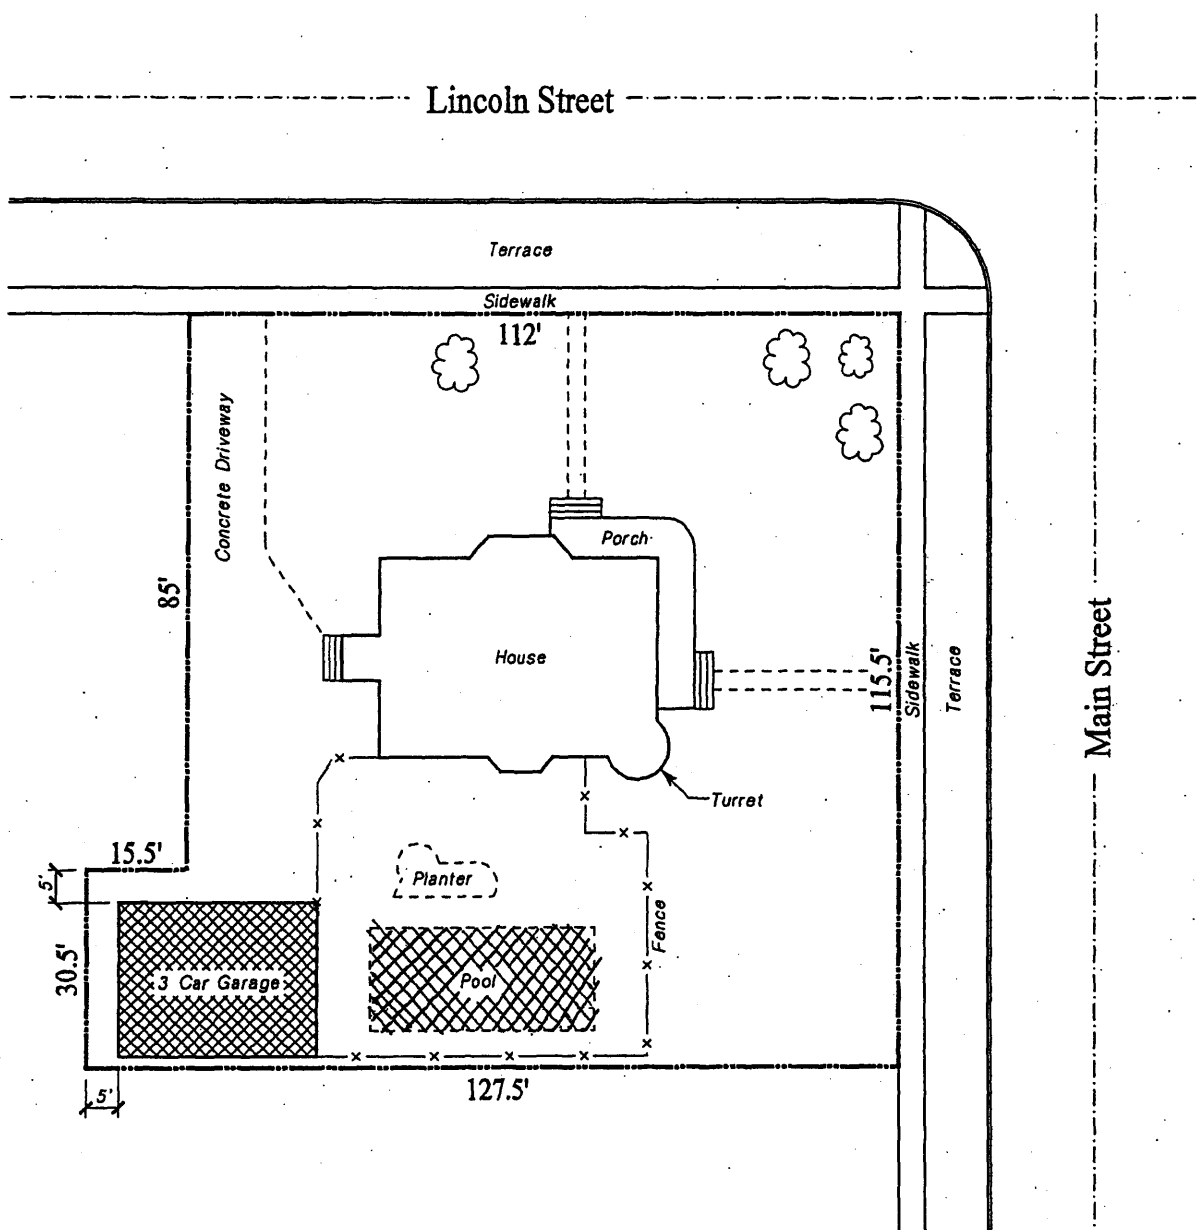 Lincoln Street
Terrace
Sidewalk
112'
Concrete Driveway
Porch
85'
House
115.5'
Sidewalk
Terrace
Main Street
Turret
15.5'
5'
Planter
Fence
30.5'
3 Car Garage
Pool
127.5'
5'